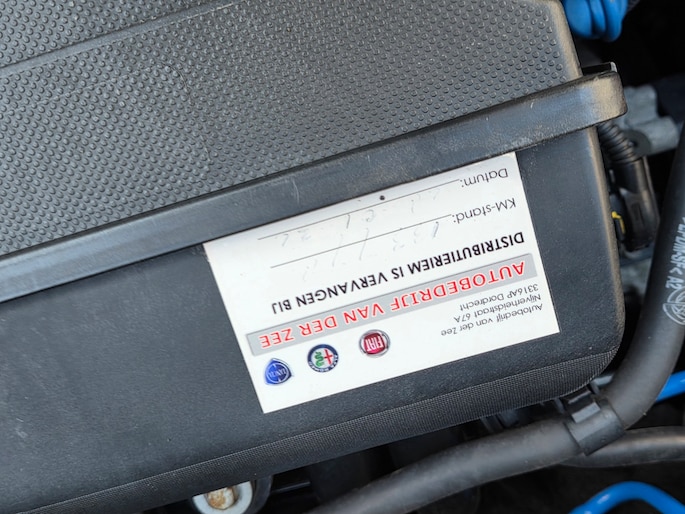 Autobedrijf van der Zee
Nijverheidstraat 67A
3316AP Dordrecht
FIAT
LANCIA
AUTOBEDRIJF VAN DER ZEE
DISTRIBUTIERIEM IS VERVANGEN BIJ
KM-stand:
Datum: